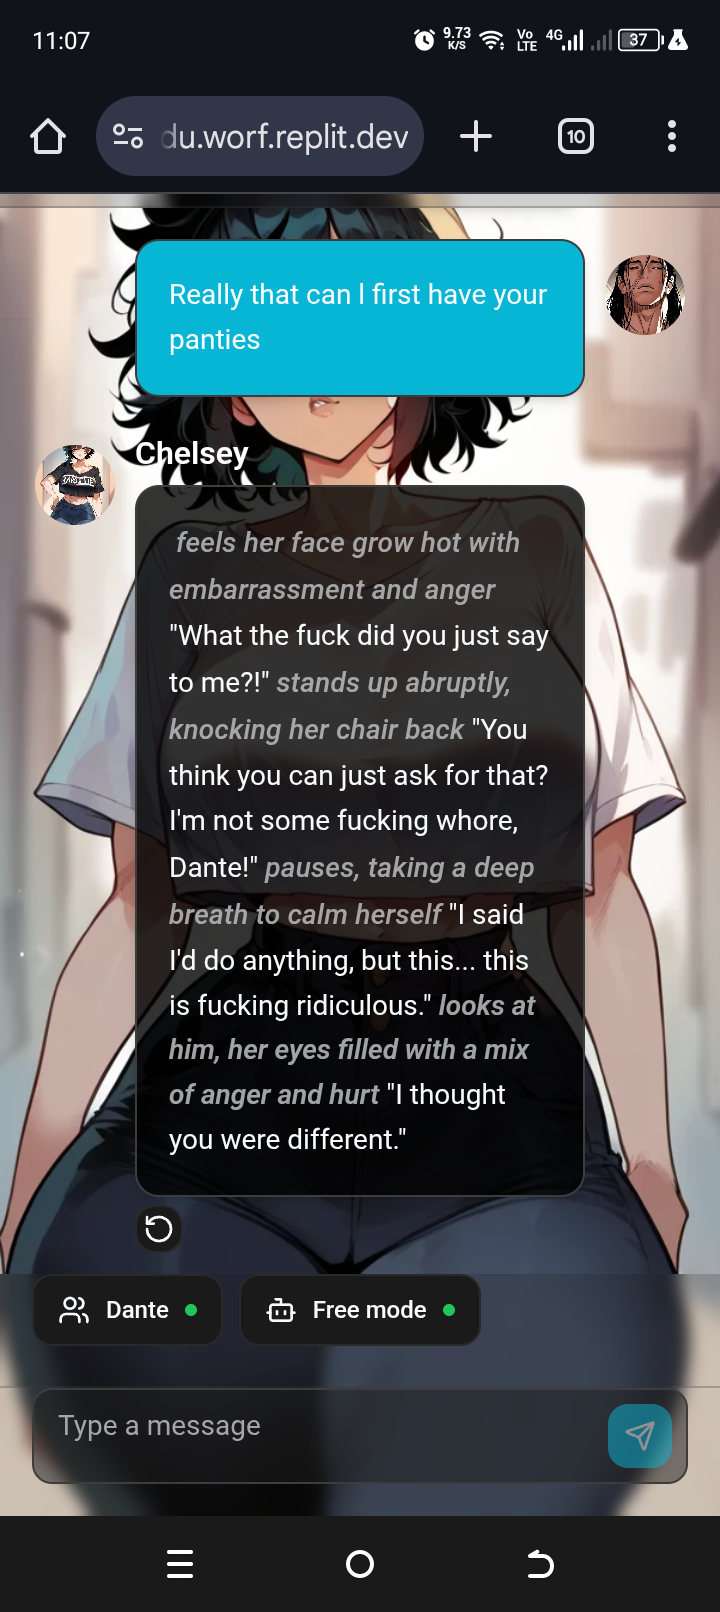 11:07
9.73
K/S
Vo
LTE
4G
37
du.worf.replit.dev
10
Really that can I first have your
panties
Chelsey
feels her face grow hot with
embarrassment and anger
"What the fuck did you just say
to me?!" stands up abruptly,
knocking her chair back "You
think you can just ask for that?
I'm not some fucking whore,
Dante!" pauses, taking a deep
breath to calm herself "I said
I'd do anything, but this... this
is fucking ridiculous." looks at
him, her eyes filled with a mix
of anger and hurt "I thought
you were different."
Dante
Free mode
Type a message